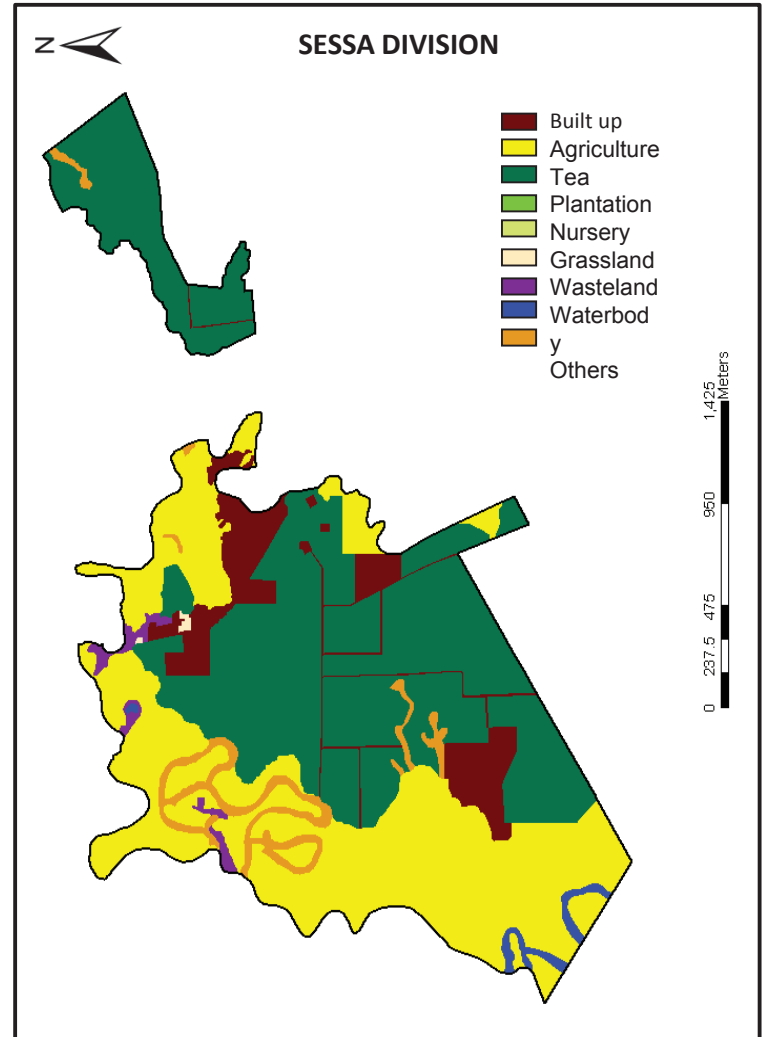 N
SESSA DIVISION
Built up
Agriculture
Tea
Plantation
Nursery
Grassland
Wasteland
Waterbod
y
Others
0 237.5 475 950 1,425
Meters